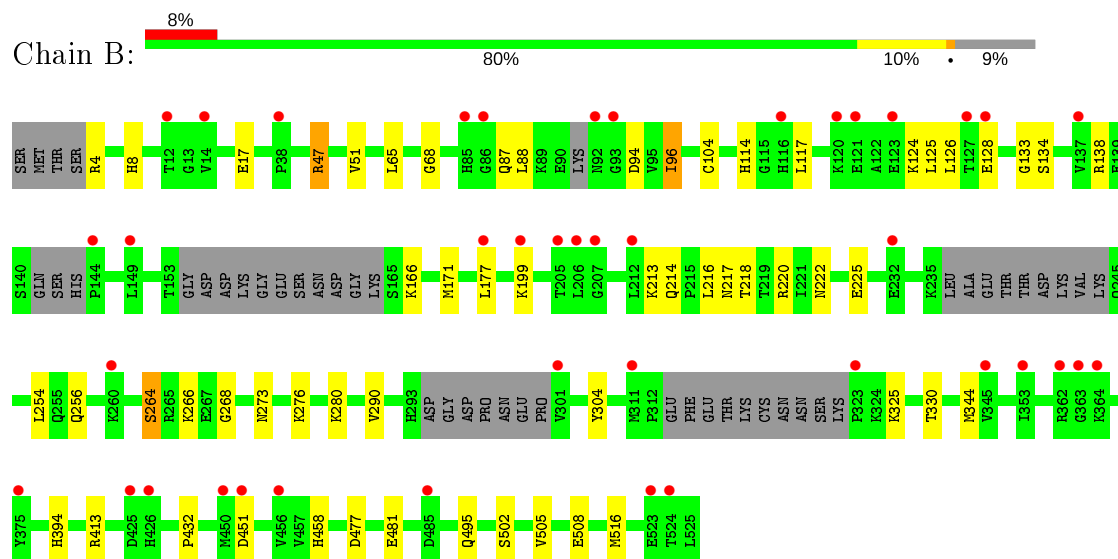 8%
Chain B:
80% 10% • 9%
SER MET THR SER R4 H8 T12 G13 V14 E17 P38 R47 V51 L65 G68 H85 G86 Q87 L88 K89 E90 LYS N92 G93 D94 V95 I96 C104 H114 G115 H116 L117 K120 E121 A122 E123 K124 L125 L126 T127 E128 G133 S134 V137 R138
S140 GLN SER HIS P144 L149 T153 GLY ASP ASP LYS GLY GLU SER ASN ASP GLY LYS S165 K166 M171 L177 K199 T205 L206 G207 L212 K213 Q214 P215 L216 N217 T218 T219 R220 I221 N222 E225 E232 K235 LEU ALA GLU THR THR ASP LYS VAL LYS
L254 Q255 Q256 K260 S264 R265 K266 E267 G268 N273 K276 K280 V290 H293 ASP GLY ASP PRO ASN GLU PRO V301 Y304 M311 P312 GLU PHE GLU THR LYS CYS ASN ASN SER LYS P323 K324 K325 T330 M344 V345 I353 R362 G363 K364
Y375 H394 R413 D425 H426 P432 M450 D451 V456 V457 H458 D477 E481 D485 Q495 S502 V505 E508 M516 E523 T524 L525